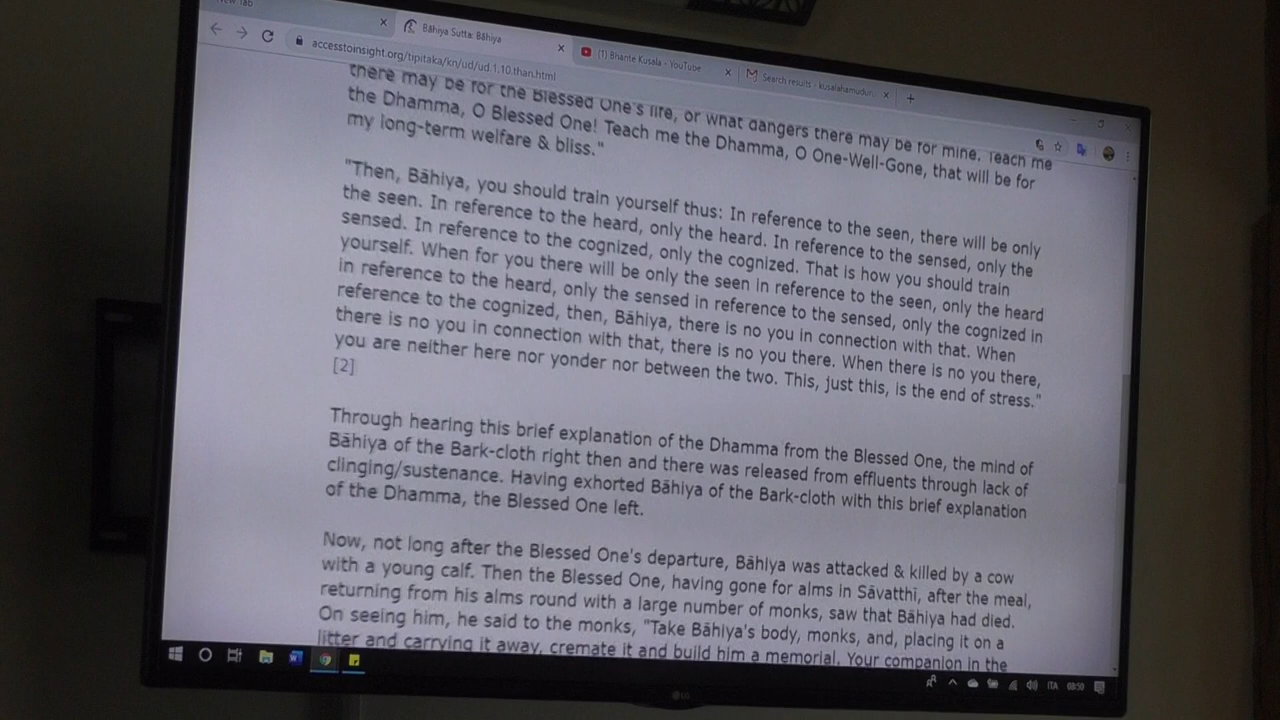 New Tab
Bāhiya Sutta: Bāhiya
(1) Bhante Kusala - YouTube
Search results - kusalahamudur
accesstoinsight.org/tipitaka/kn/ud/ud.1.10.than.html
there may be for the Blessed One's life, or what dangers there may be for mine. Teach me
the Dhamma, O Blessed One! Teach me the Dhamma, O One-Well-Gone, that will be for
my long-term welfare & bliss."
"Then, Bāhiya, you should train yourself thus: In reference to the seen, there will be only
the seen. In reference to the heard, only the heard. In reference to the sensed, only the
sensed. In reference to the cognized, only the cognized. That is how you should train
yourself. When for you there will be only the seen in reference to the seen, only the heard
in reference to the heard, only the sensed in reference to the sensed, only the cognized in
reference to the cognized, then, Bāhiya, there is no you in connection with that. When
there is no you in connection with that, there is no you there. When there is no you there,
you are neither here nor yonder nor between the two. This, just this, is the end of stress."
[2]
Through hearing this brief explanation of the Dhamma from the Blessed One, the mind of
Bāhiya of the Bark-cloth right then and there was released from effluents through lack of
clinging/sustenance. Having exhorted Bāhiya of the Bark-cloth with this brief explanation
of the Dhamma, the Blessed One left.
Now, not long after the Blessed One's departure, Bāhiya was attacked & killed by a cow
with a young calf. Then the Blessed One, having gone for alms in Sāvatthī, after the meal,
returning from his alms round with a large number of monks, saw that Bāhiya had died.
On seeing him, he said to the monks, "Take Bāhiya's body, monks, and, placing it on a
litter and carrying it away, cremate it and build him a memorial. Your companion in the
ITA 08:50
LG